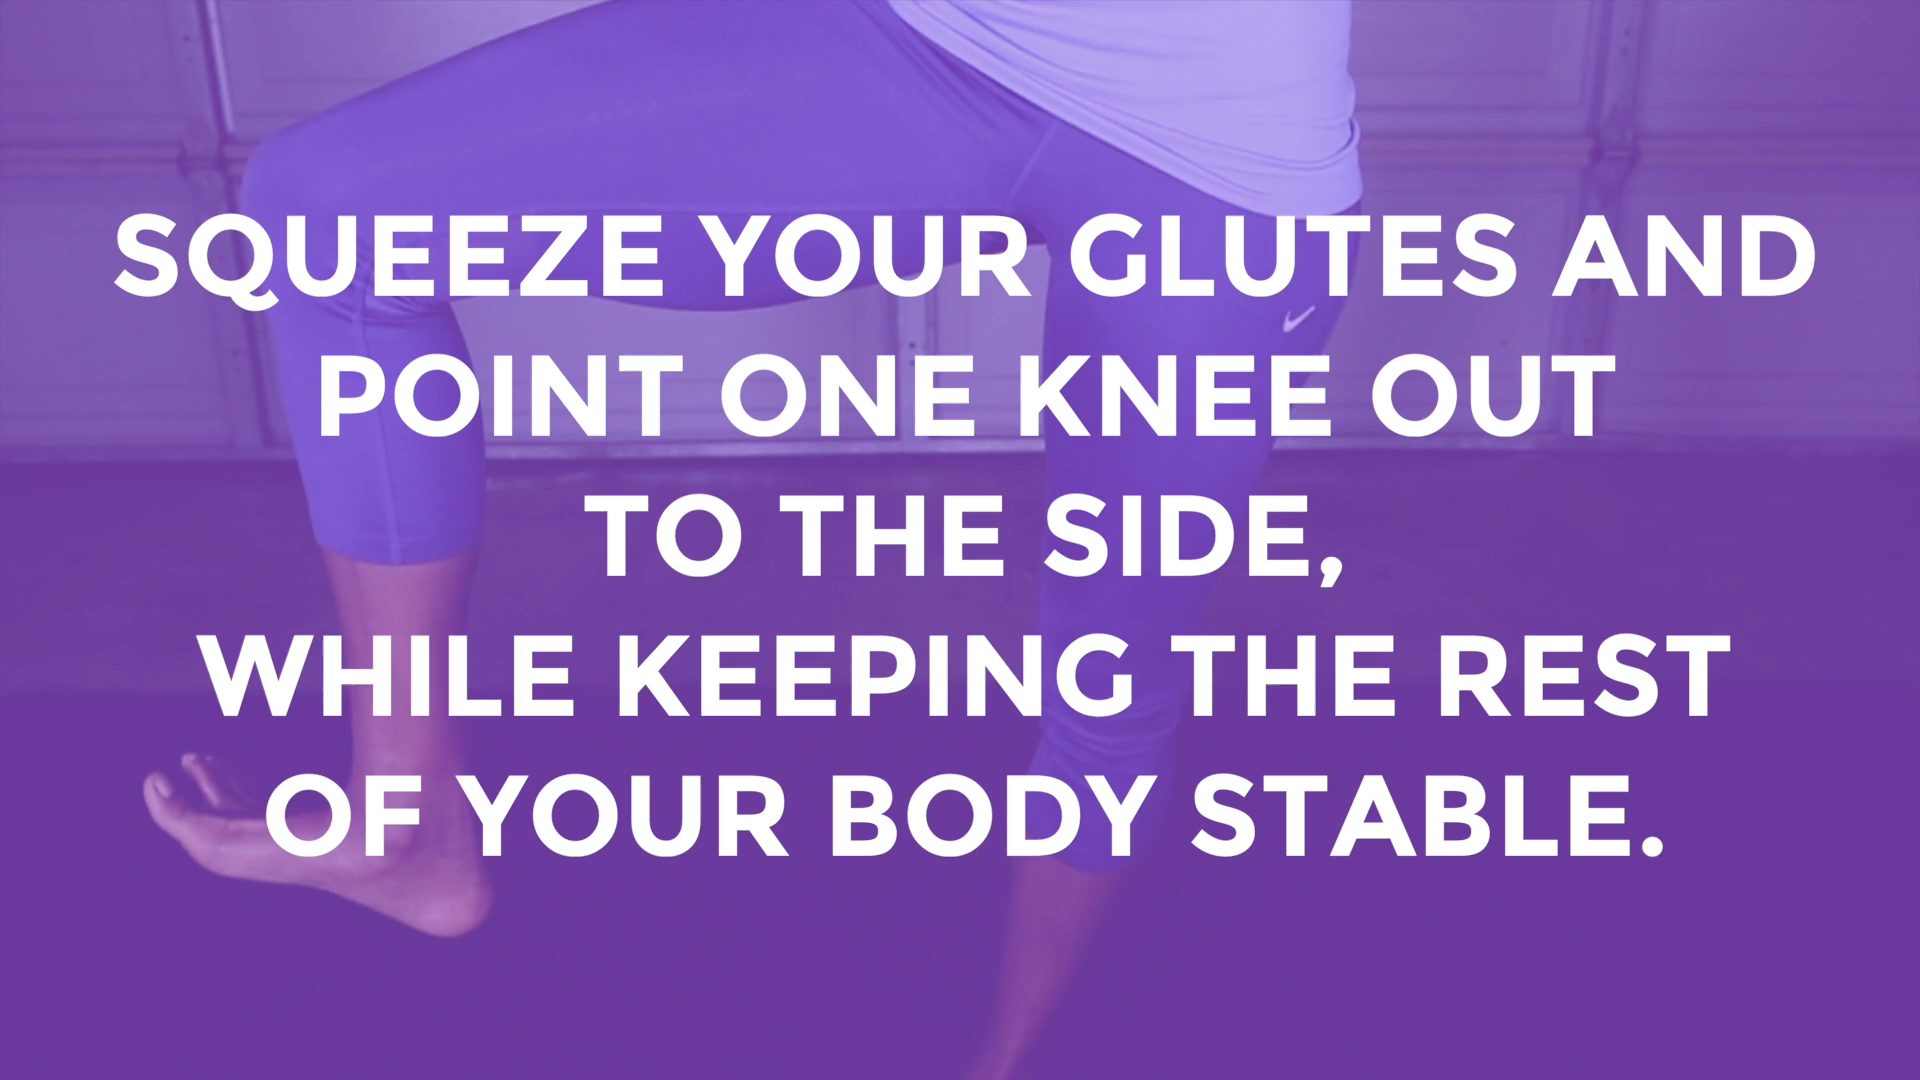 SQUEEZE YOUR GLUTES AND
POINT ONE KNEE OUT
TO THE SIDE,
WHILE KEEPING THE REST
OF YOUR BODY STABLE.